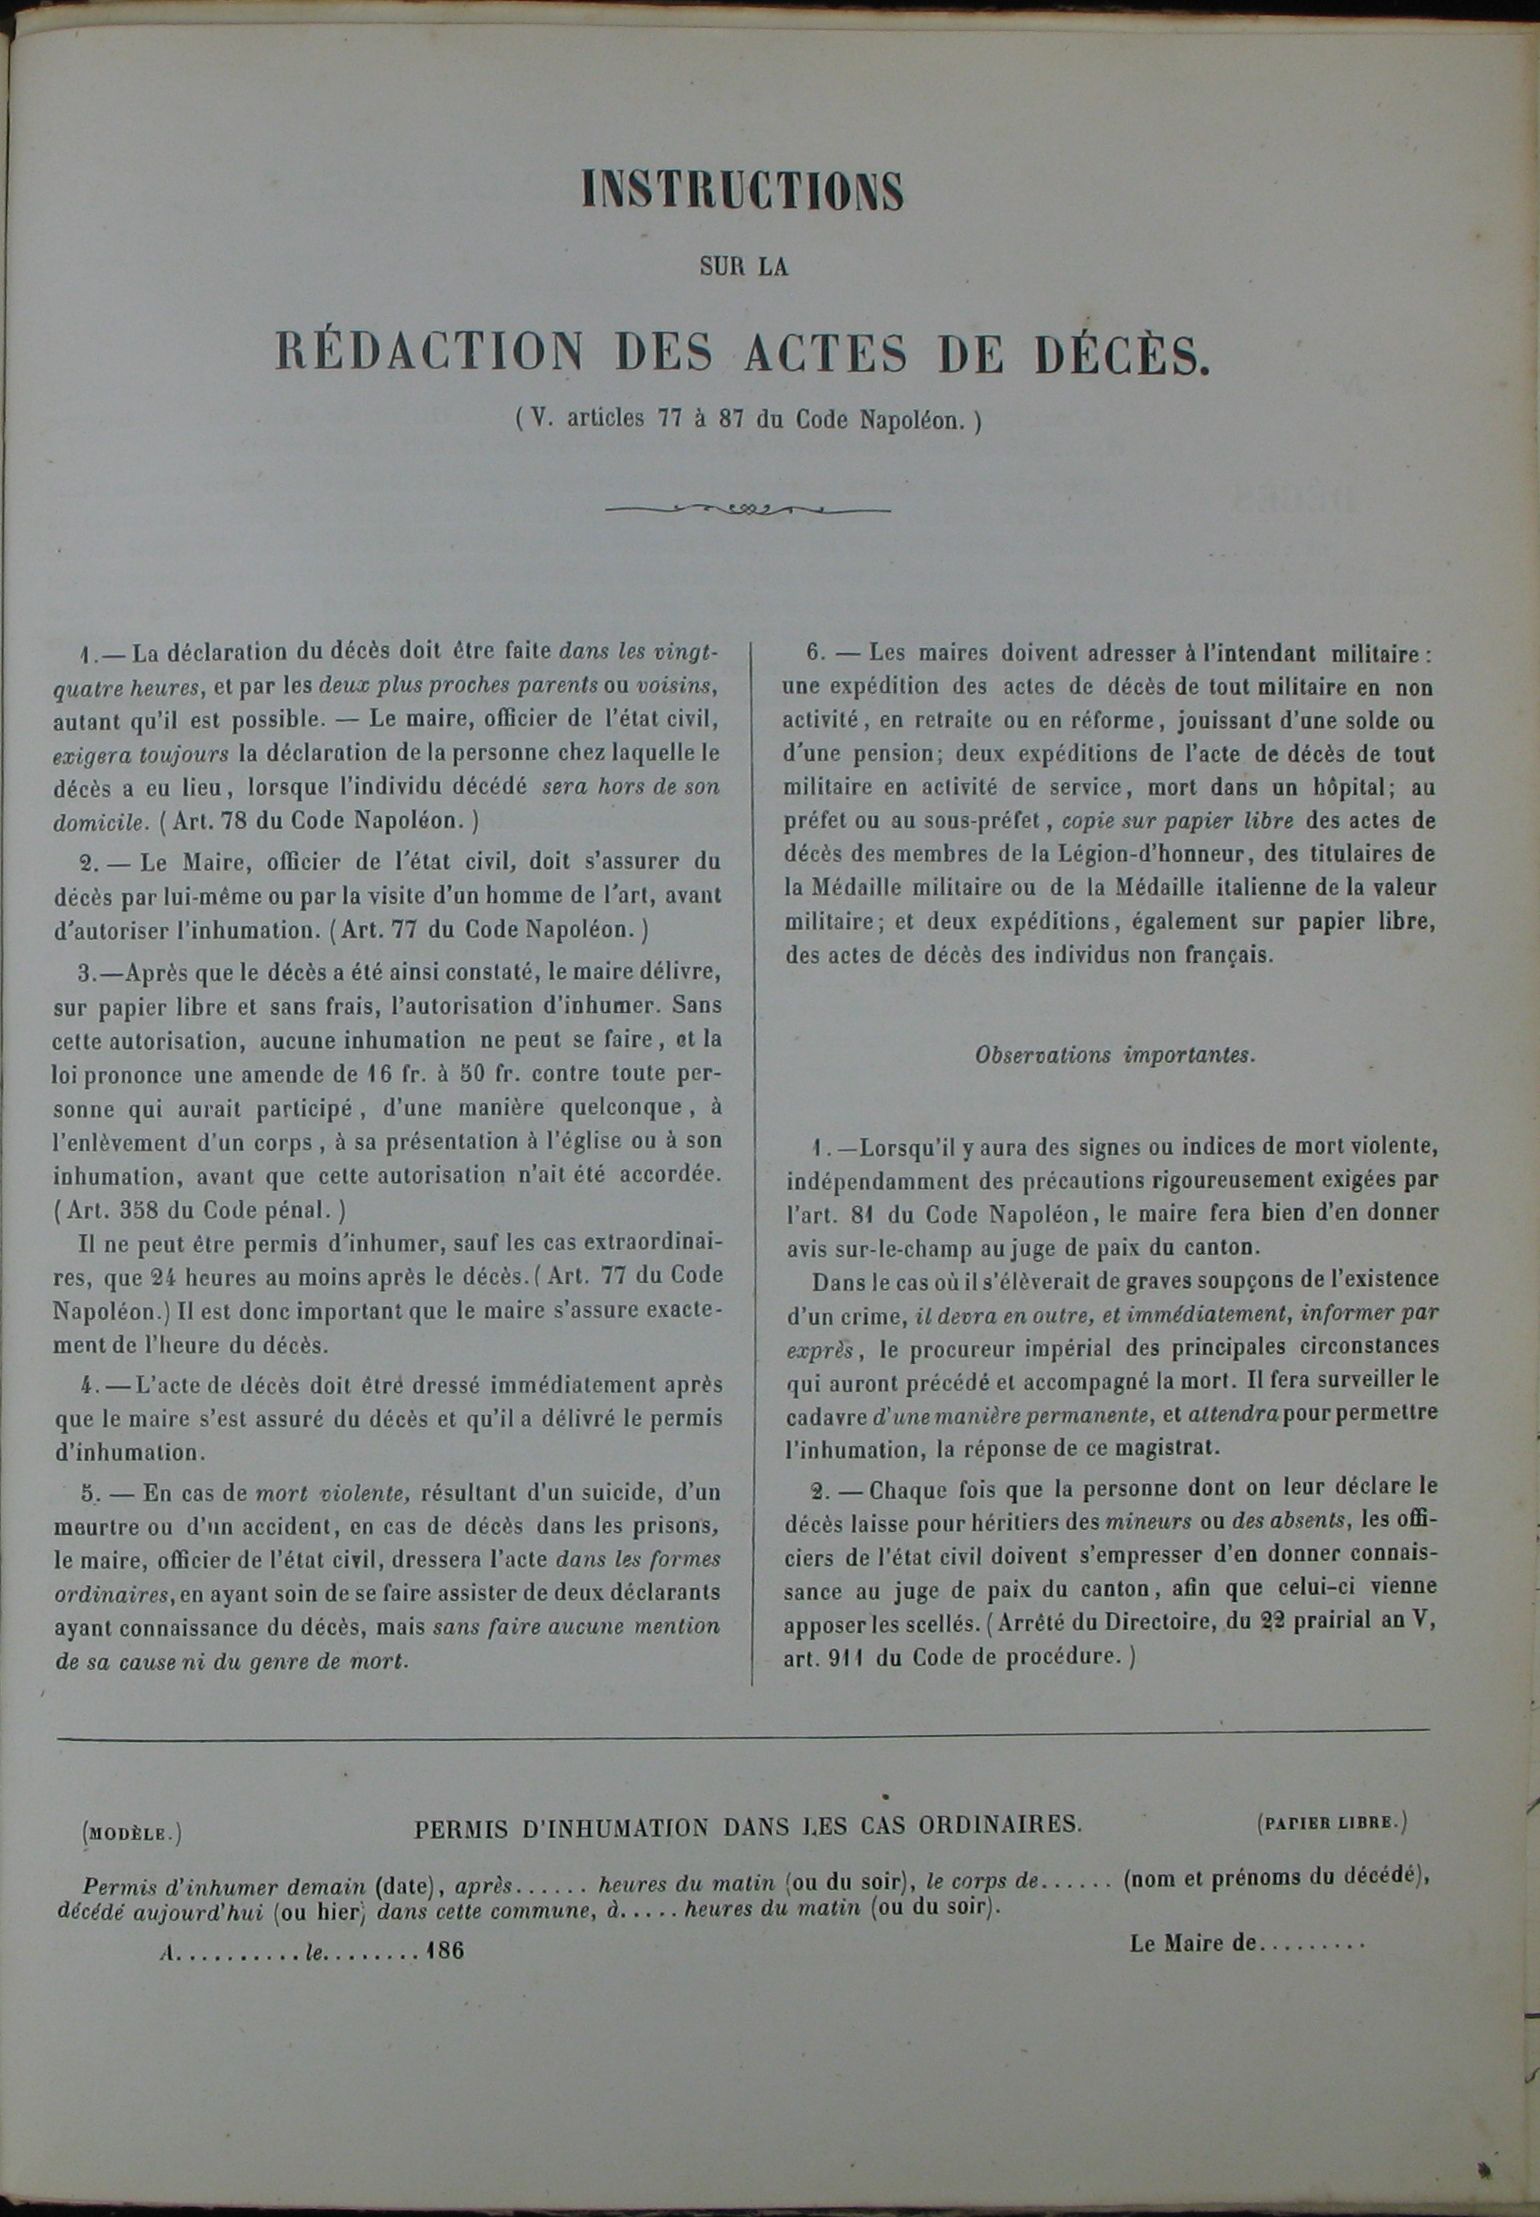 INSTRUCTIONS
SUR LA
RÉDACTION DES ACTES DE DÉCÈS.
( V. articles 77 à 87 du Code Napoléon. )
1.— La déclaration du décès doit être faite dans les vingt-
quatre heures, et par les deux plus proches parents ou voisins,
autant qu'il est possible. — Le maire, officier de l'état civil,
exigera toujours la déclaration de la personne chez laquelle le
décès a eu lieu, lorsque l'individu décédé sera hors de son
domicile. ( Art. 78 du Code Napoléon. )
2. — Le Maire, officier de l'état civil, doit s'assurer du
décès par lui-même ou par la visite d'un homme de l'art, avant
d'autoriser l'inhumation. ( Art. 77 du Code Napoléon. )
3.—Après que le décès a été ainsi constaté, le maire délivre,
sur papier libre et sans frais, l'autorisation d'inhumer. Sans
cette autorisation, aucune inhumation ne peut se faire, et la
loi prononce une amende de 16 fr. à 50 fr. contre toute per-
sonne qui aurait participé, d'une manière quelconque, à
l'enlèvement d'un corps, à sa présentation à l'église ou à son
inhumation, avant que cette autorisation n'ait été accordée.
( Art. 358 du Code pénal. )
Il ne peut être permis d'inhumer, sauf les cas extraordinai-
res, que 24 heures au moins après le décès. ( Art. 77 du Code
Napoléon.) Il est donc important que le maire s'assure exacte-
ment de l'heure du décès.
4. — L'acte de décès doit être dressé immédiatement après
que le maire s'est assuré du décès et qu'il a délivré le permis
d'inhumation.
5. — En cas de mort violente, résultant d'un suicide, d'un
meurtre ou d'un accident, en cas de décès dans les prisons,
le maire, officier de l'état civil, dressera l'acte dans les formes
ordinaires, en ayant soin de se faire assister de deux déclarants
ayant connaissance du décès, mais sans faire aucune mention
de sa cause ni du genre de mort.
6. — Les maires doivent adresser à l'intendant militaire :
une expédition des actes de décès de tout militaire en non
activité, en retraite ou en réforme, jouissant d'une solde ou
d'une pension; deux expéditions de l'acte de décès de tout
militaire en activité de service, mort dans un hôpital; au
préfet ou au sous-préfet, copie sur papier libre des actes de
décès des membres de la Légion-d'honneur, des titulaires de
la Médaille militaire ou de la Médaille italienne de la valeur
militaire; et deux expéditions, également sur papier libre,
des actes de décès des individus non français.
Observations importantes.
1. —Lorsqu'il y aura des signes ou indices de mort violente,
indépendamment des précautions rigoureusement exigées par
l'art. 81 du Code Napoléon, le maire fera bien d'en donner
avis sur-le-champ au juge de paix du canton.
Dans le cas où il s'élèverait de graves soupçons de l'existence
d'un crime, il devra en outre, et immédiatement, informer par
exprès, le procureur impérial des principales circonstances
qui auront précédé et accompagné la mort. Il fera surveiller le
cadavre d'une manière permanente, et attendra pour permettre
l'inhumation, la réponse de ce magistrat.
2. — Chaque fois que la personne dont on leur déclare le
décès laisse pour héritiers des mineurs ou des absents, les offi-
ciers de l'état civil doivent s'empresser d'en donner connais-
sance au juge de paix du canton, afin que celui-ci vienne
apposer les scellés. ( Arrêté du Directoire, du 22 prairial an V,
art. 911 du Code de procédure. )
(MODÈLE.) PERMIS D'INHUMATION DANS LES CAS ORDINAIRES. (PAPIER LIBRE.)
Permis d'inhumer demain (date), après...... heures du matin (ou du soir), le corps de...... (nom et prénoms du décédé),
décédé aujourd'hui (ou hier) dans cette commune, à..... heures du matin (ou du soir).
A.......... le........ 186 Le Maire de.........